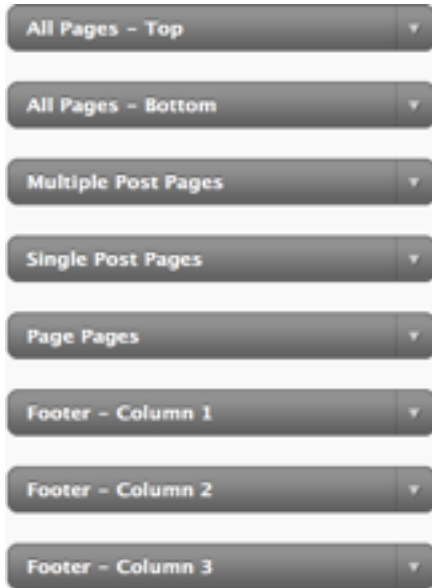 All Pages – Top
All Pages – Bottom
Multiple Post Pages
Single Post Pages
Page Pages
Footer – Column 1
Footer – Column 2
Footer – Column 3